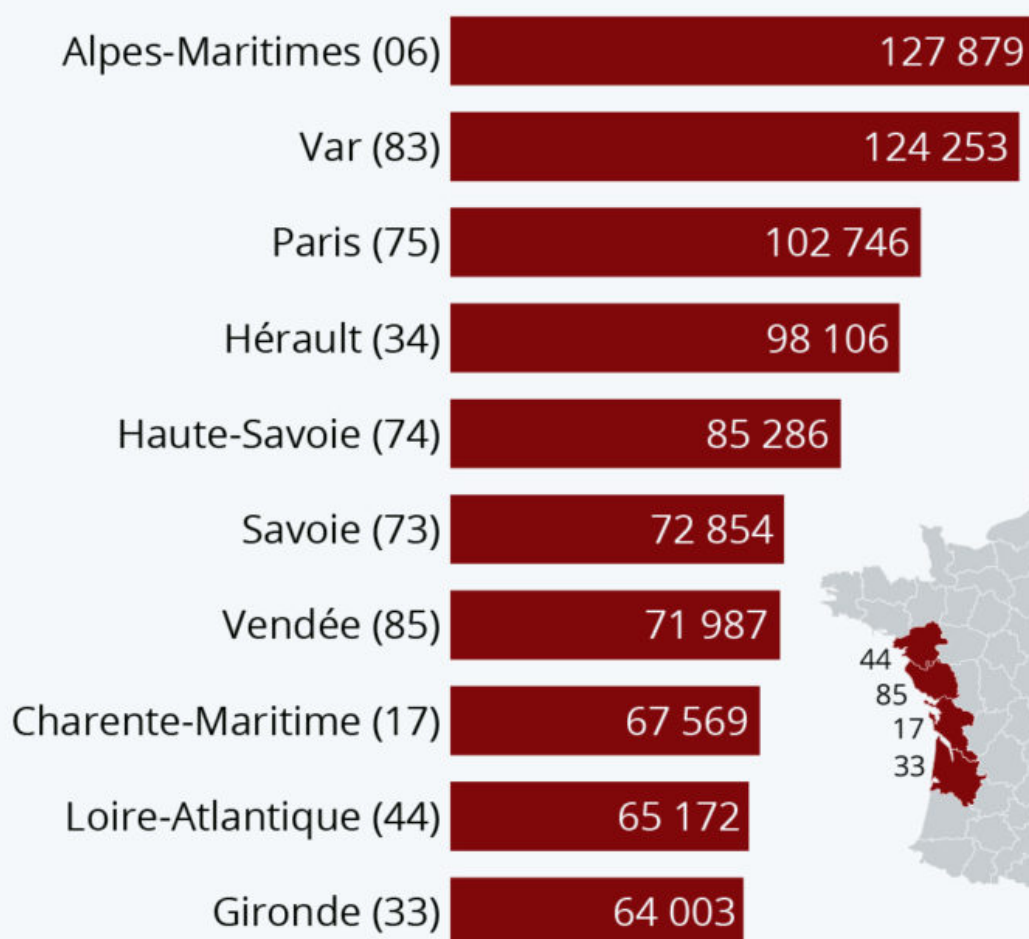 Alpes-Maritimes (06) 127 879
Var (83) 124 253
Paris (75) 102 746
Hérault (34) 98 106
Haute-Savoie (74) 85 286
Savoie (73) 72 854
Vendée (85) 71 987
Charente-Maritime (17) 67 569
Loire-Atlantique (44) 65 172
Gironde (33) 64 003
44
85
17
33